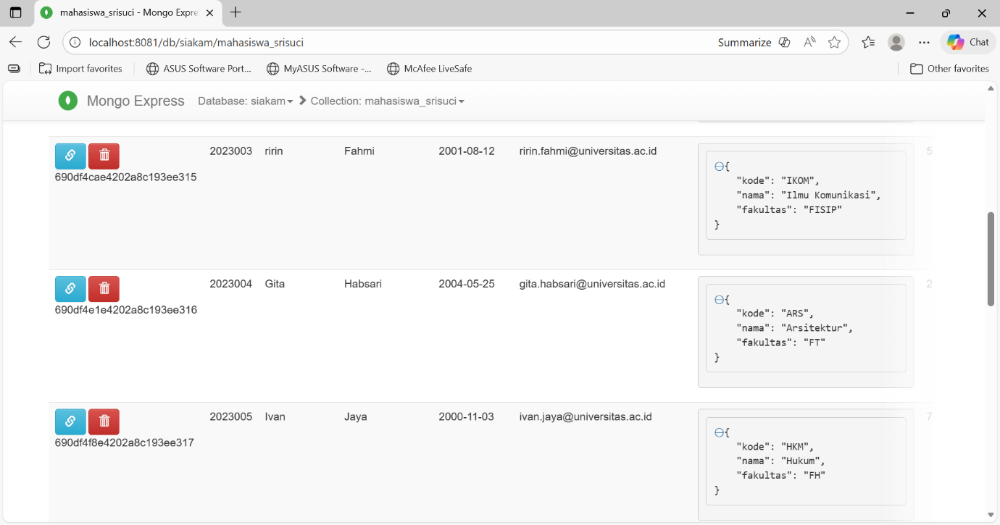 mahasiswa_srisuci - Mongo Expre
localhost:8081/db/siakam/mahasiswa_srisuci
Summarize
Chat
Import favorites
ASUS Software Port...
MyASUS Software -...
McAfee LiveSafe
Other favorites
Mongo Express Database: siakam Collection: mahasiswa_srisuci
2023003 ririn Fahmi 2001-08-12 ririn.fahmi@universitas.ac.id 5
690df4cae4202a8c193ee315
{
"kode": "IKOM",
"nama": "Ilmu Komunikasi",
"fakultas": "FISIP"
}
2023004 Gita Habsari 2004-05-25 gita.habsari@universitas.ac.id 2
690df4e1e4202a8c193ee316
{
"kode": "ARS",
"nama": "Arsitektur",
"fakultas": "FT"
}
2023005 Ivan Jaya 2000-11-03 ivan.jaya@universitas.ac.id 7
690df4f8e4202a8c193ee317
{
"kode": "HKM",
"nama": "Hukum",
"fakultas": "FH"
}